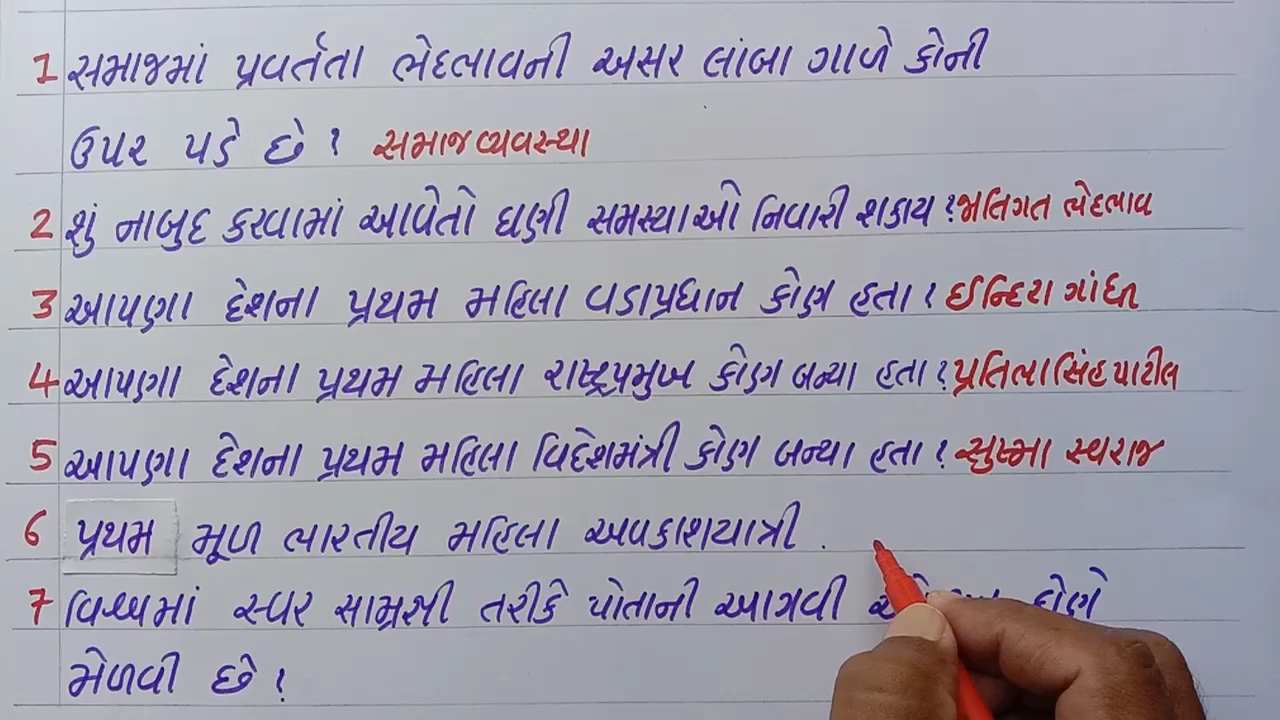 1 સમાજમાં પ્રવર્તતા ભેદભાવની અસર લાંબા ગાળે કોની
ઉપર પડે છે ? સમાજવ્યવસ્થા
2 શું નાબુદ કરવામાં આવેતો ઘણી સમસ્યાઓ નિવારી શકાય ? જાતિગત ભેદભાવ
3 આપણા દેશના પ્રથમ મહિલા વડાપ્રધાન કોણ હતા ? ઈન્દિરા ગાંધી
4 આપણા દેશના પ્રથમ મહિલા રાષ્ટ્રપ્રમુખ કોણ બન્યા હતા ? પ્રતિભાસિંહ પાટીલ
5 આપણા દેશના પ્રથમ મહિલા વિદેશમંત્રી કોણ બન્યા હતા ? સુષ્મા સ્વરાજ
6 પ્રથમ મૂળ ભારતીય મહિલા અવકાશયાત્રી .
7 વિશ્વમાં સ્વર સામ્રાજ્ઞી તરીકે પોતાની આગવી કોણે
મેળવી છે ?